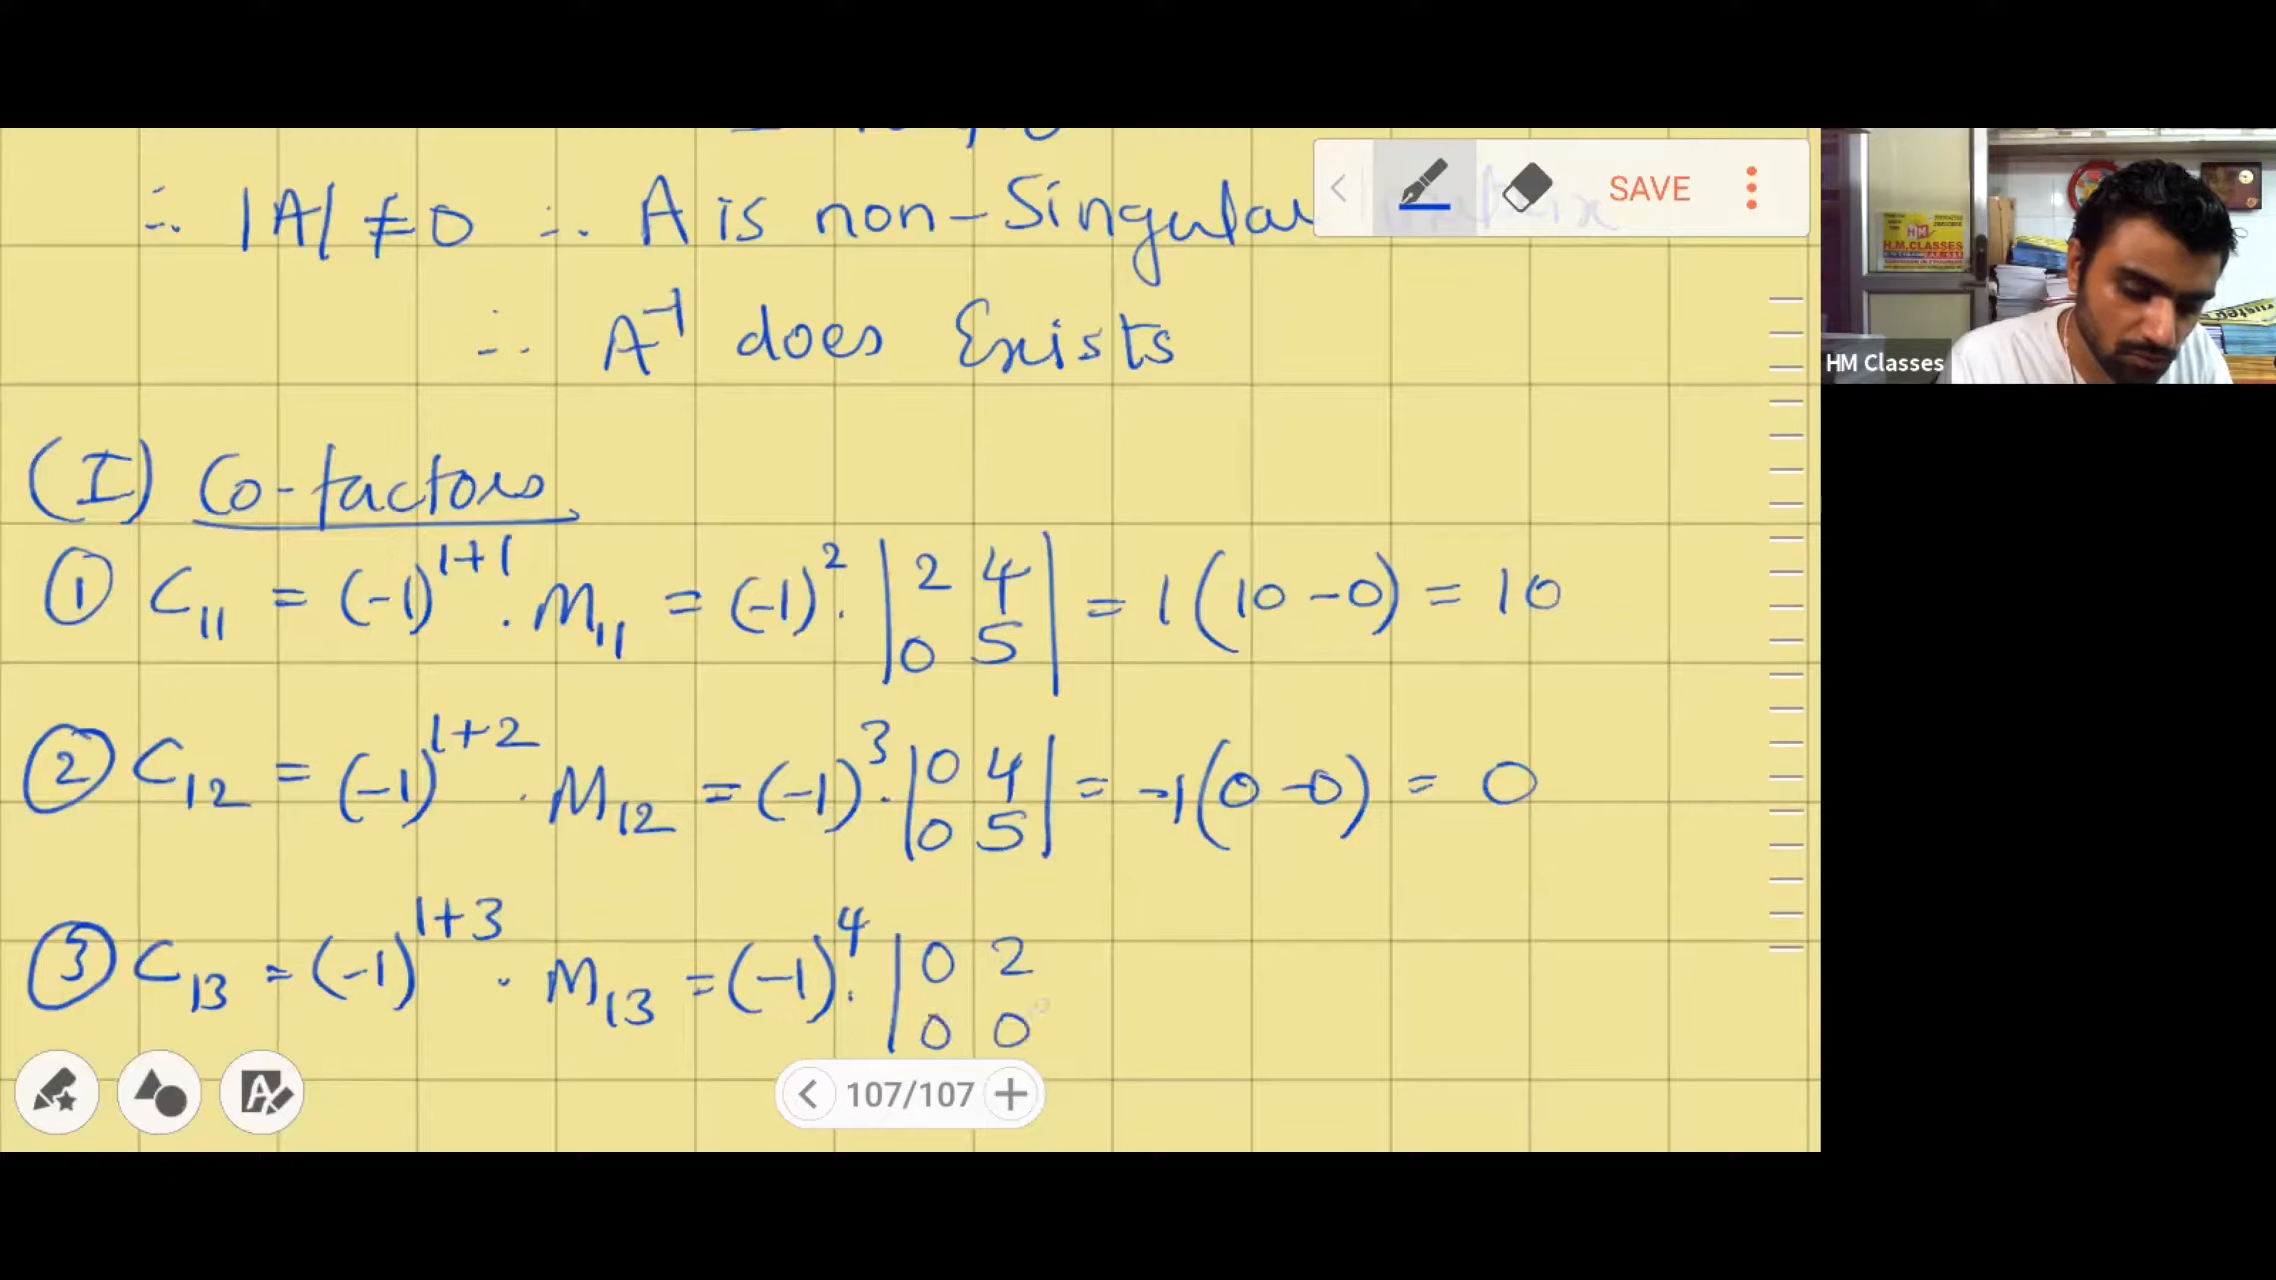 ∴ |A| ≠ 0 ∴ A is non-Singular matrix
SAVE
∴ A⁻¹ does Exists
HM Classes
H.M.CLASSES
(I) Co-factors
① C₁₁ = (-1)¹⁺¹ . M₁₁ = (-1)² . |2 4
0 5| = 1(10-0) = 10
② C₁₂ = (-1)¹⁺² . M₁₂ = (-1)³ . |0 4
0 5| = -1(0-0) = 0
③ C₁₃ = (-1)¹⁺³ . M₁₃ = (-1)⁴ . |0 2
0 0
107/107